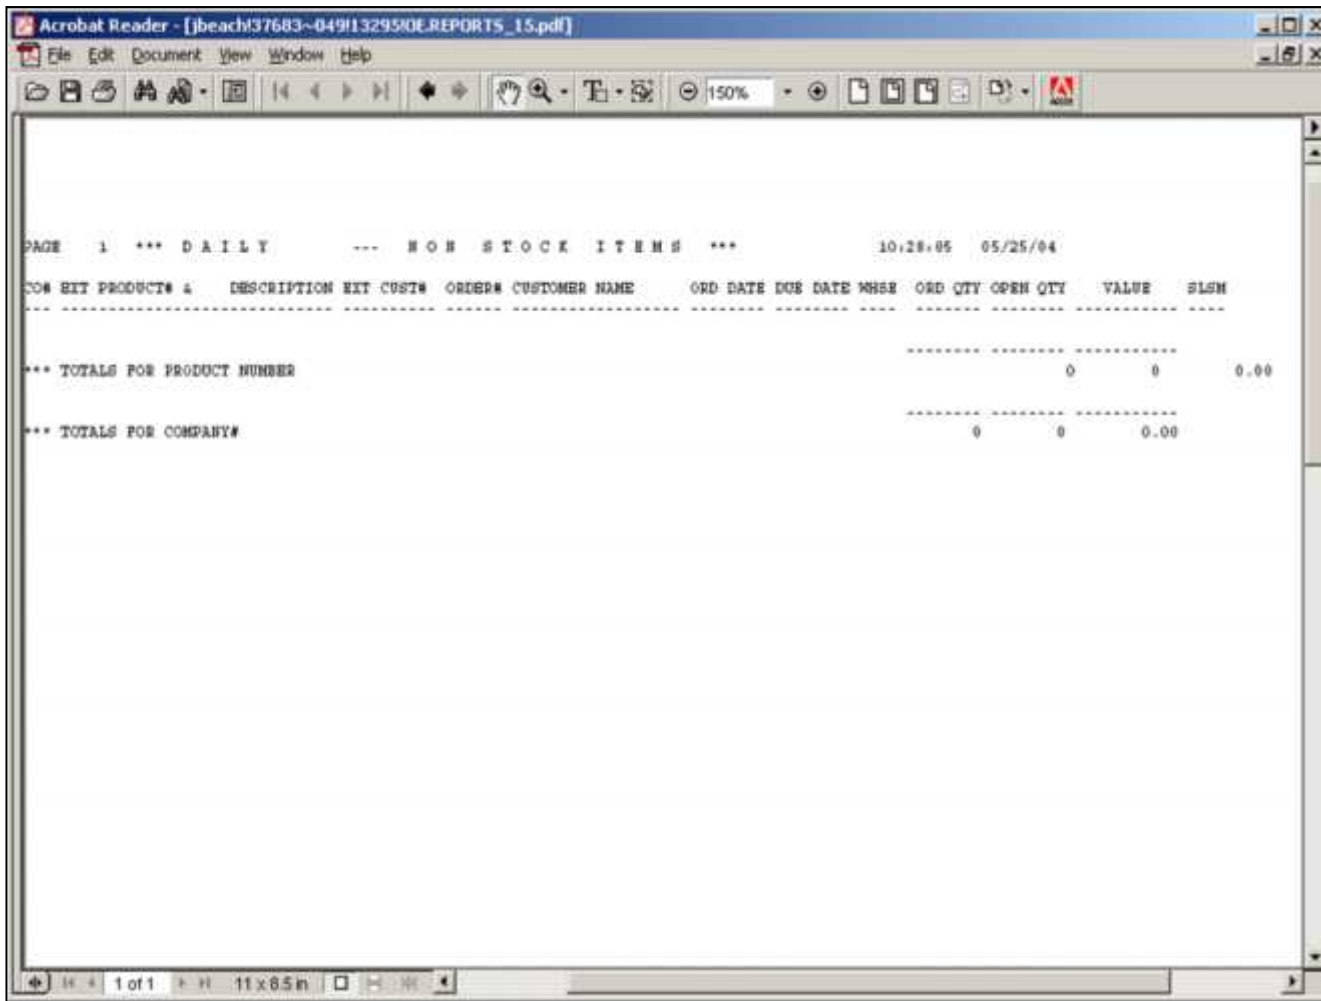 Acrobat Reader - [jbeach!37683~049!13295!OE.REPORTS_15.pdf]
File Edit Document View Window Help
150%
PAGE 1 *** D A I L Y --- N O N S T O C K I T E M S *** 10:28:05 05/25/04
CO# EXT PRODUCT# & DESCRIPTION EXT CUST# ORDER# CUSTOMER NAME ORD DATE DUE DATE WHSE ORD QTY OPEN QTY VALUE SLSM
--- ----------------------------- ---------- ------ ------------------ -------- -------- ---- ------- -------- ----------- ----
-------- -------- -----------
*** TOTALS FOR PRODUCT NUMBER 0 0 0.00
-------- -------- -----------
*** TOTALS FOR COMPANY# 0 0 0.00
1 of 1 11 x 8.5 in